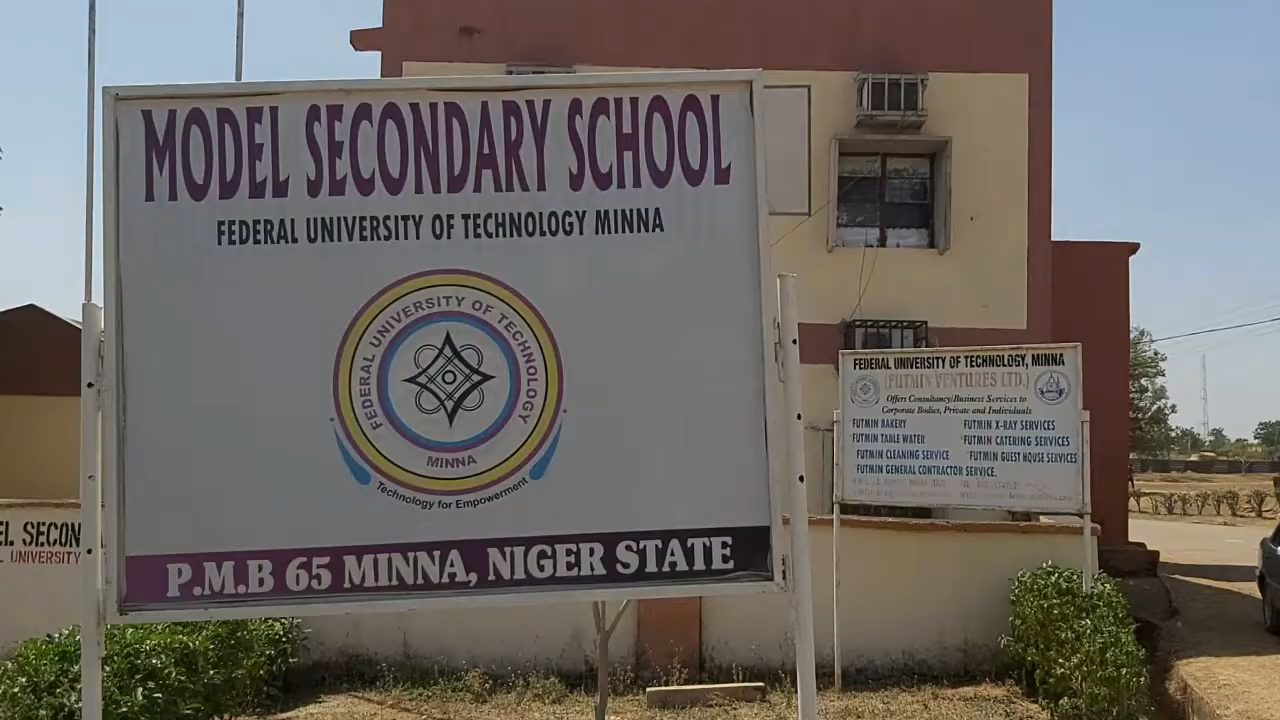 MODEL SECONDARY SCHOOL
FEDERAL UNIVERSITY OF TECHNOLOGY MINNA
FEDERAL UNIVERSITY OF TECHNOLOGY
MINNA
Technology for Empowerment
P.M.B 65 MINNA, NIGER STATE
EL SECON
L UNIVERSITY
FEDERAL UNIVERSITY OF TECHNOLOGY, MINNA
(FUTMIN VENTURES LTD.)
Offers Consultancy/Business Services to
Corporate Bodies, Private and Individuals
FUTMIN BAKERY FUTMIN X-RAY SERVICES
FUTMIN TABLE WATER FUTMIN CATERING SERVICES
FUTMIN CLEANING SERVICE FUTMIN GUEST HOUSE SERVICES
FUTMIN GENERAL CONTRACTOR SERVICE.